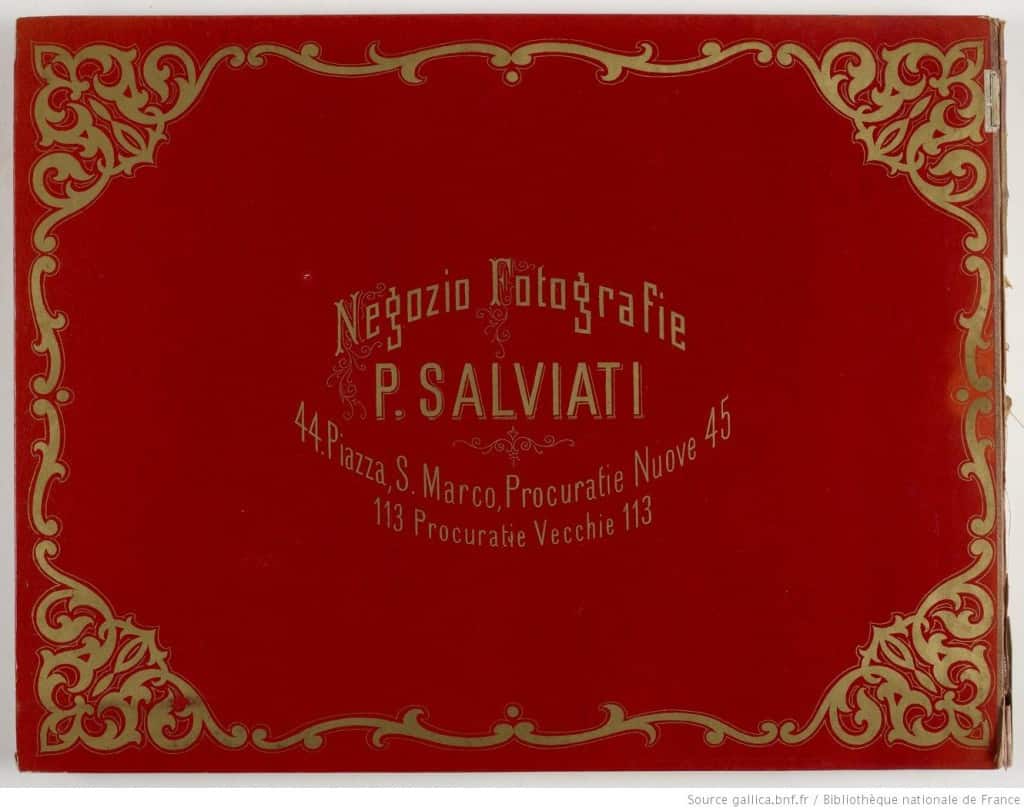 Negozio Fotografie
P. SALVIATI
44. Piazza, S. Marco, Procuratie Nuove 45
113 Procuratie Vecchie 113
Source gallica.bnf.fr / Bibliothèque nationale de France